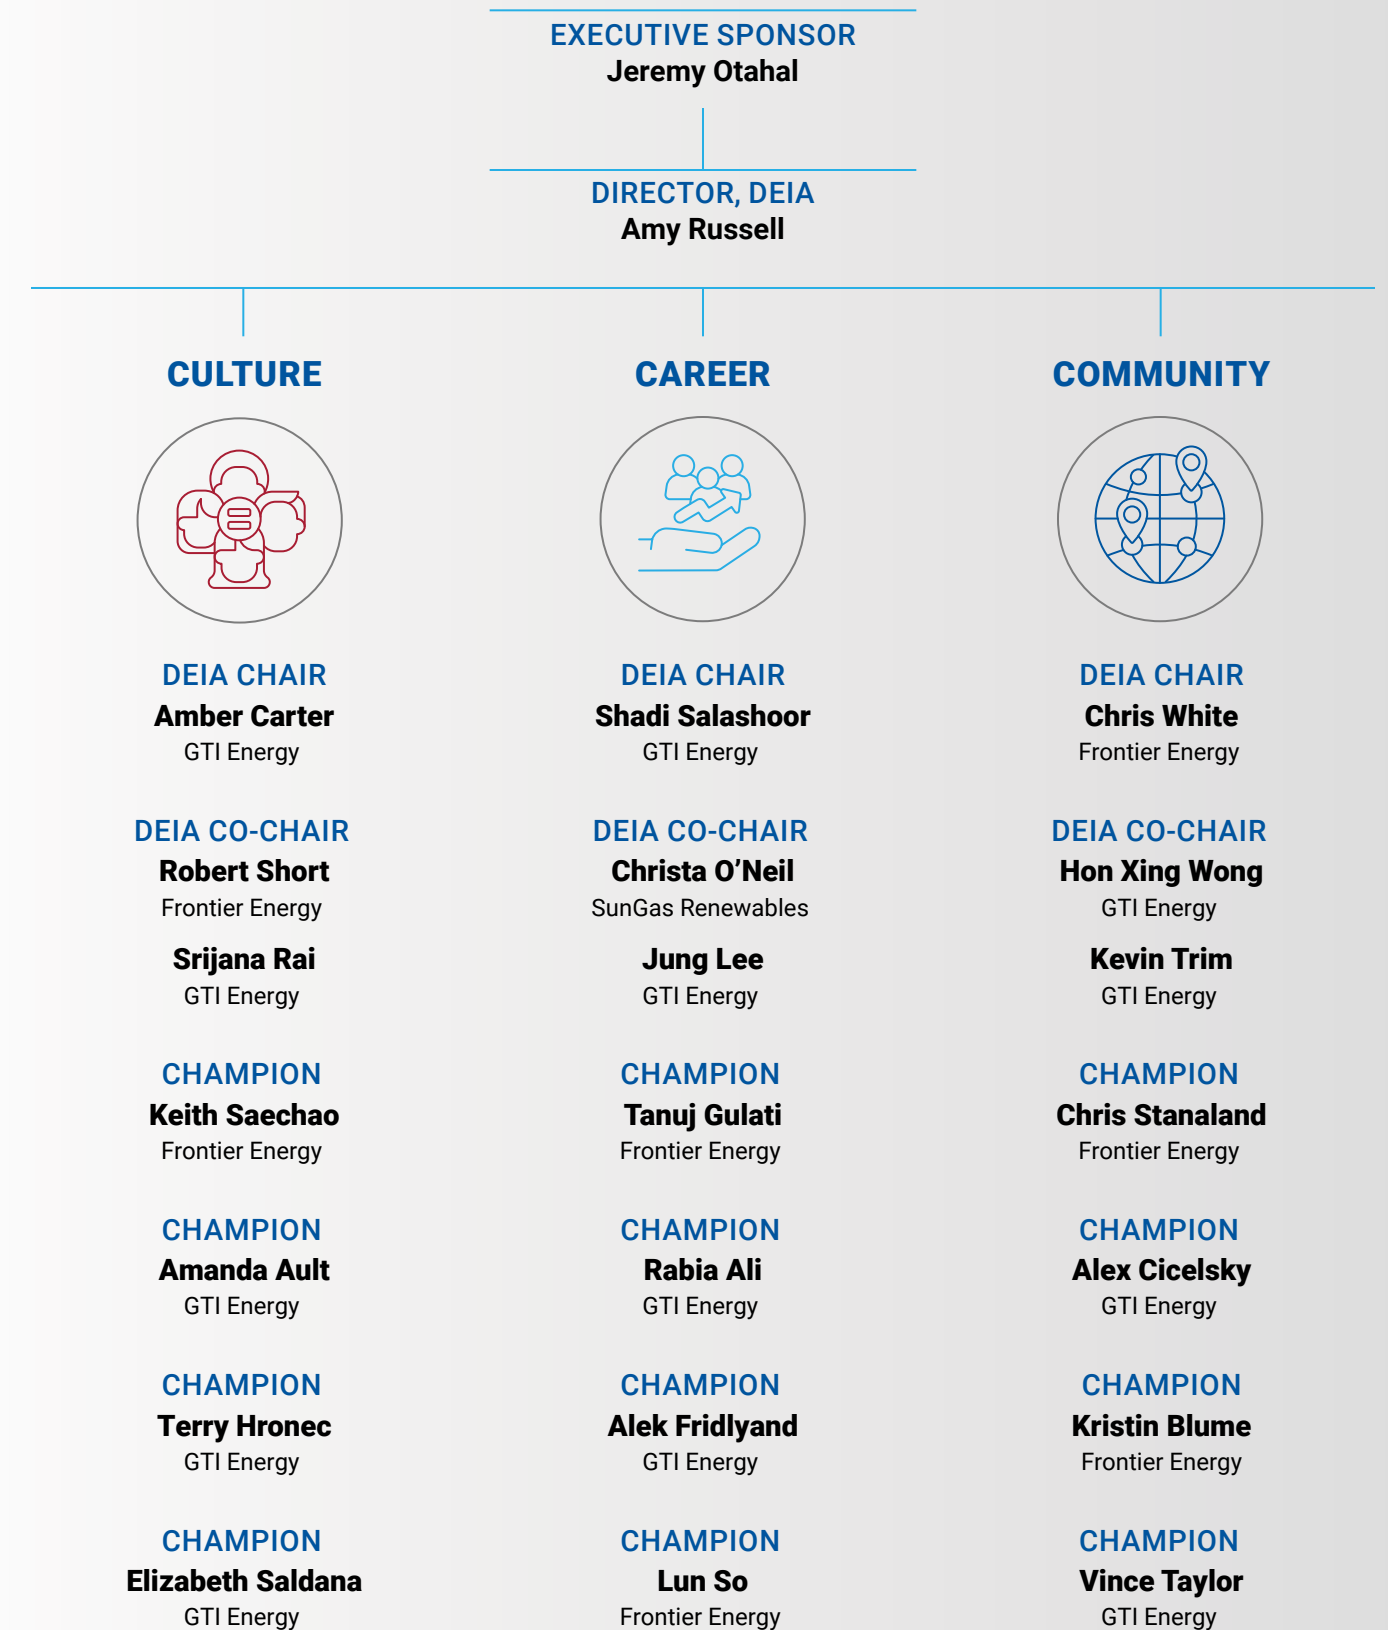 EXECUTIVE SPONSOR
Jeremy Otahal
DIRECTOR, DEIA
Amy Russell
CULTURE
DEIA CHAIR
Amber Carter
GTI Energy
DEIA CO-CHAIR
Robert Short
Frontier Energy
Srijana Rai
GTI Energy
CHAMPION
Keith Saechao
Frontier Energy
CHAMPION
Amanda Ault
GTI Energy
CHAMPION
Terry Hronec
GTI Energy
CHAMPION
Elizabeth Saldana
GTI Energy
CAREER
DEIA CHAIR
Shadi Salashoor
GTI Energy
DEIA CO-CHAIR
Christa O’Neil
SunGas Renewables
Jung Lee
GTI Energy
CHAMPION
Tanuj Gulati
Frontier Energy
CHAMPION
Rabia Ali
GTI Energy
CHAMPION
Alek Fridlyand
GTI Energy
CHAMPION
Lun So
Frontier Energy
COMMUNITY
DEIA CHAIR
Chris White
Frontier Energy
DEIA CO-CHAIR
Hon Xing Wong
GTI Energy
Kevin Trim
GTI Energy
CHAMPION
Chris Stanaland
Frontier Energy
CHAMPION
Alex Cicelsky
GTI Energy
CHAMPION
Kristin Blume
Frontier Energy
CHAMPION
Vince Taylor
GTI Energy